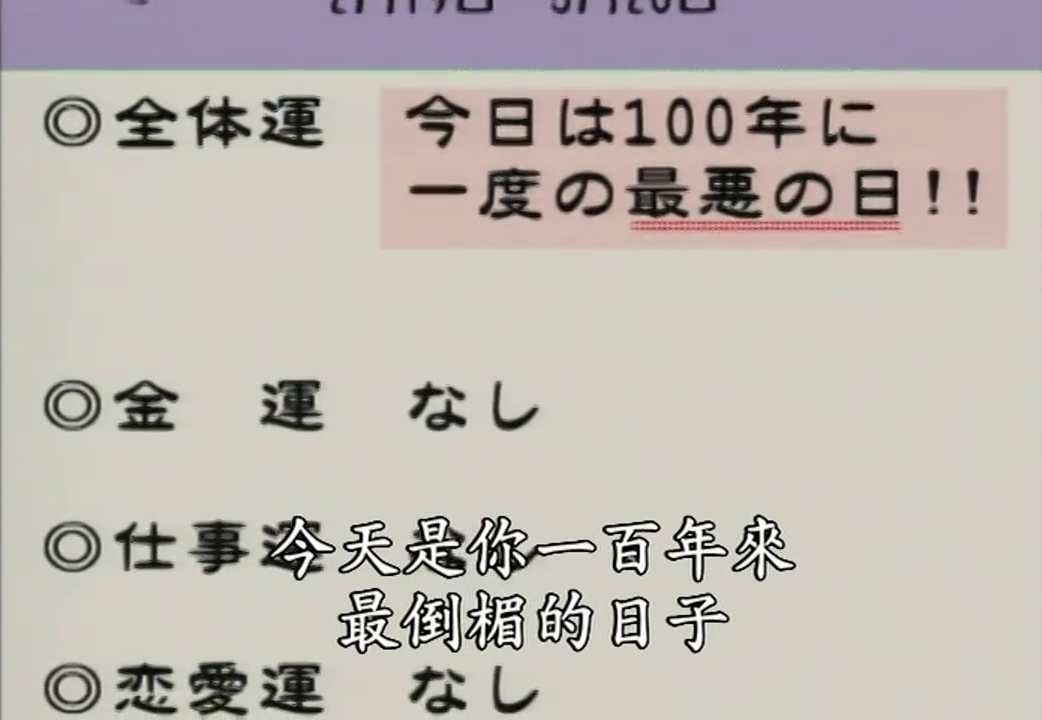 ◎全体運 今日は100年に
一度の最悪の日!!
◎金 運 なし
◎仕事運
今天是你一百年來
最倒楣的日子
◎恋愛運 なし